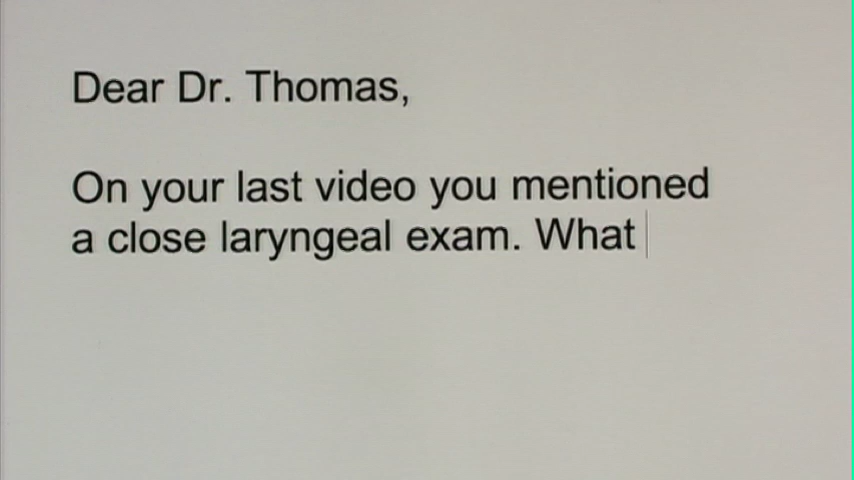 Dear Dr. Thomas,
On your last video you mentioned
a close laryngeal exam. What